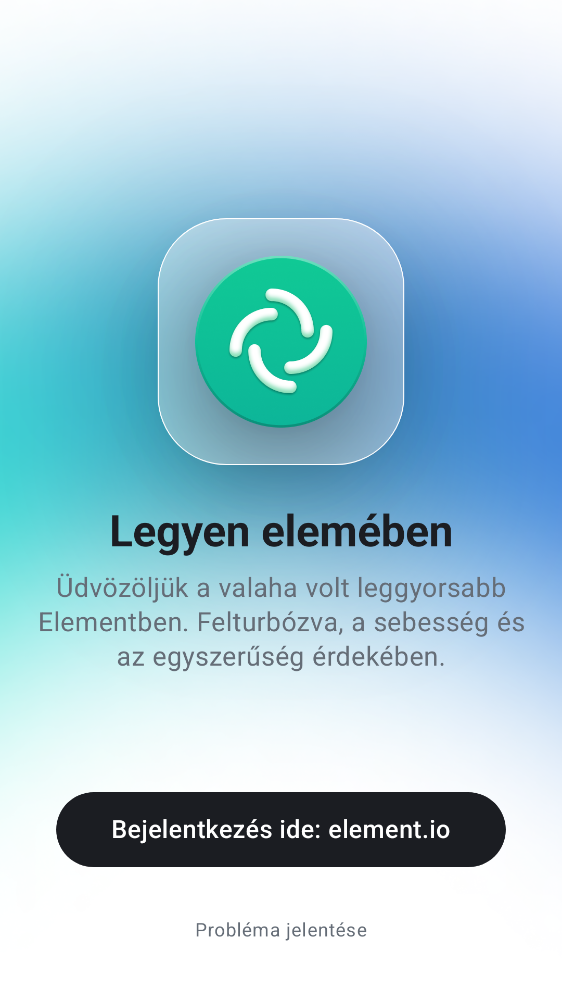 Legyen elemében
Üdvözöljük a valaha volt leggyorsabb
Elementben. Felturbózva, a sebesség és
az egyszerűség érdekében.
Bejelentkezés ide: element.io
Probléma jelentése